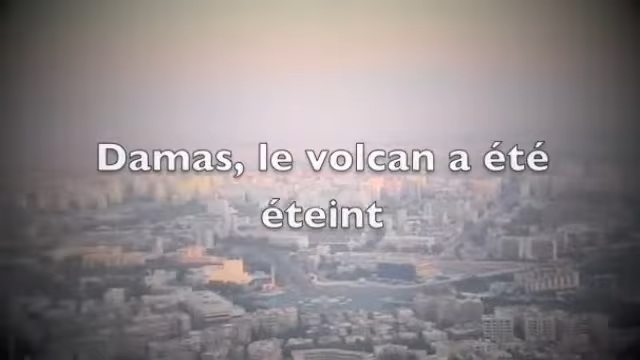 Damas, le volcan a été
éteint